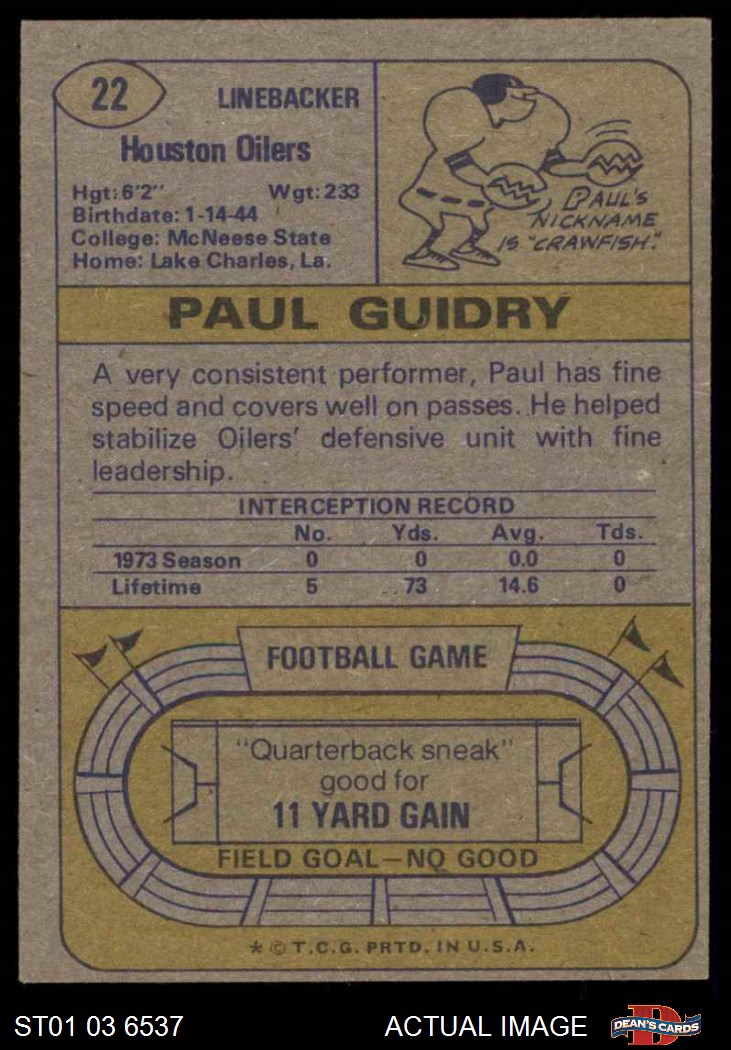 22
LINEBACKER
Houston Oilers
Hgt: 6'2" Wgt: 233
Birthdate: 1-14-44
College: McNeese State
Home: Lake Charles, La.
PAUL'S
NICKNAME
IS "CRAWFISH."
PAUL GUIDRY
A very consistent performer, Paul has fine
speed and covers well on passes. He helped
stabilize Oilers' defensive unit with fine
leadership.
INTERCEPTION RECORD
No. Yds. Avg. Tds.
1973 Season 0 0 0.0 0
Lifetime 5 73 14.6 0
FOOTBALL GAME
"Quarterback sneak"
good for
11 YARD GAIN
FIELD GOAL—NO GOOD
* © T.C.G. PRTD. IN U.S.A.
ST01 03 6537 ACTUAL IMAGE
D
DEAN'S CARDS